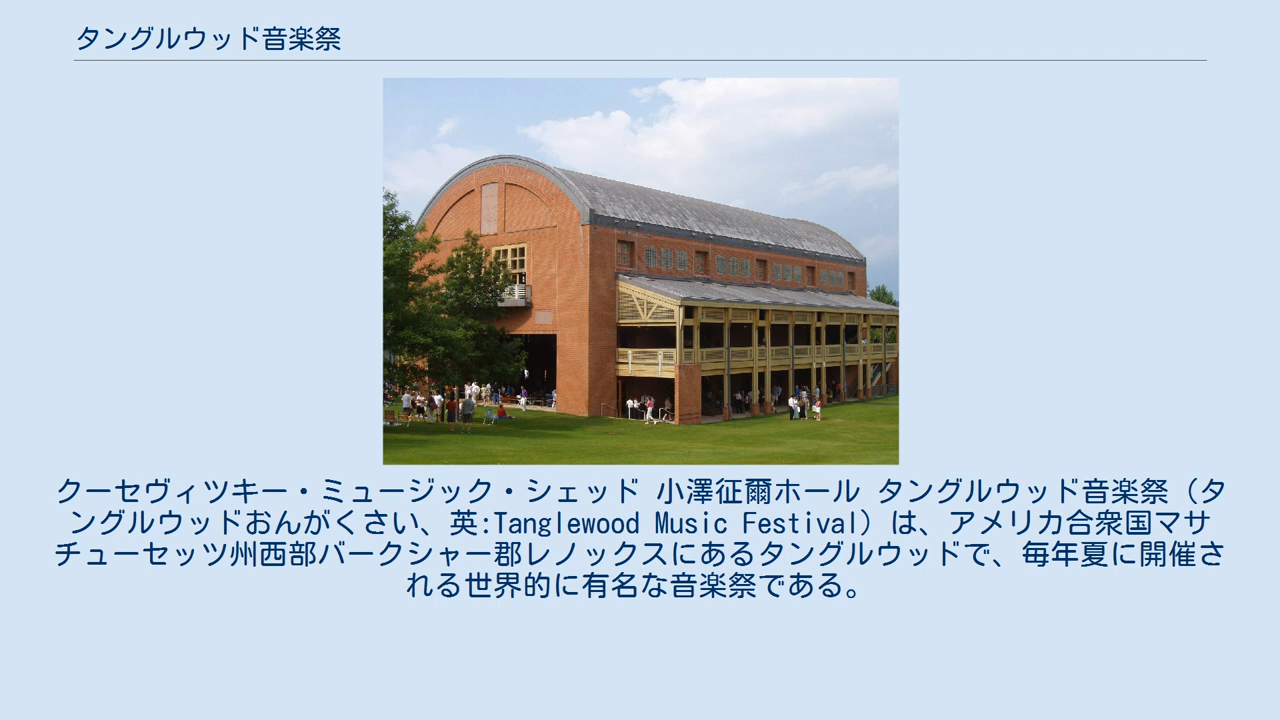 タングルウッド音楽祭
クーセヴィツキー・ミュージック・シェッド 小澤征爾ホール タングルウッド音楽祭（タ
ングルウッドおんがくさい、英:Tanglewood Music Festival）は、アメリカ合衆国マサ
チューセッツ州西部バークシャー郡レノックスにあるタングルウッドで、毎年夏に開催さ
れる世界的に有名な音楽祭である。